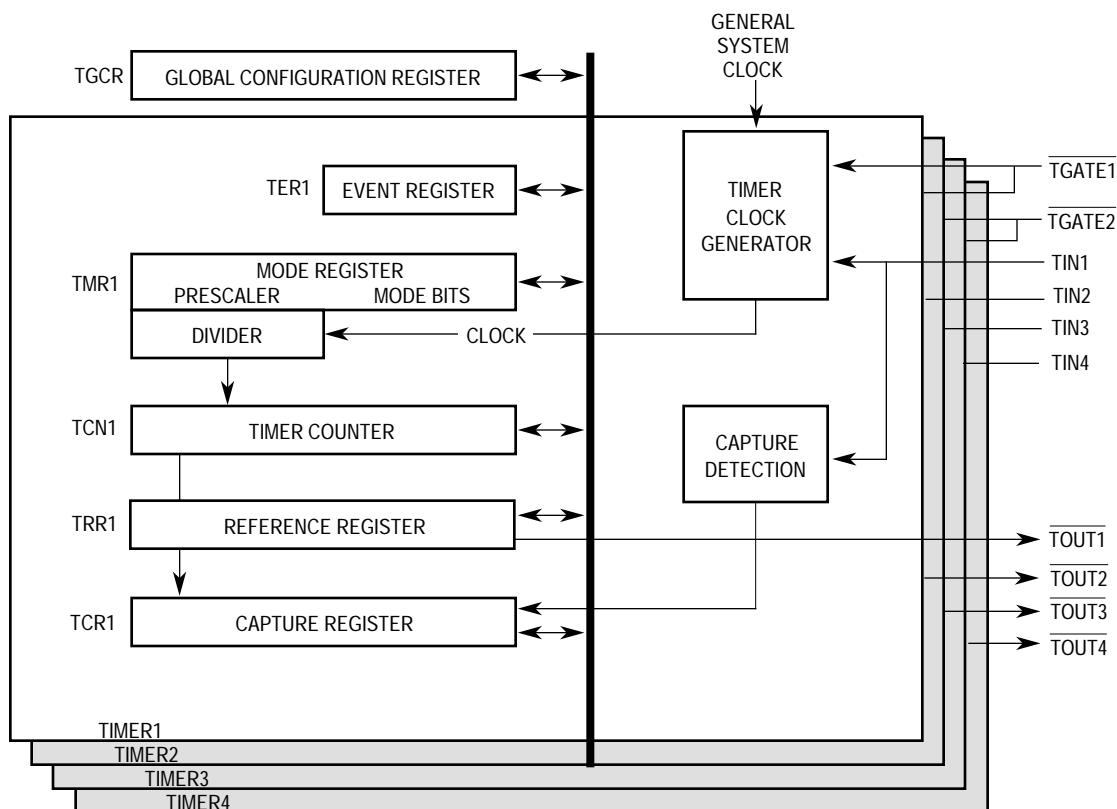 GENERAL
SYSTEM
CLOCK
TGCR
GLOBAL CONFIGURATION REGISTER
TER1
EVENT REGISTER
TIMER
CLOCK
GENERATOR
TGATE1
TGATE2
TMR1
MODE REGISTER
PRESCALER MODE BITS
DIVIDER
CLOCK
TIN1
TIN2
TIN3
TIN4
TCN1
TIMER COUNTER
CAPTURE
DETECTION
TRR1
REFERENCE REGISTER
TOUT1
TOUT2
TOUT3
TOUT4
TCR1
CAPTURE REGISTER
TIMER1
TIMER2
TIMER3
TIMER4